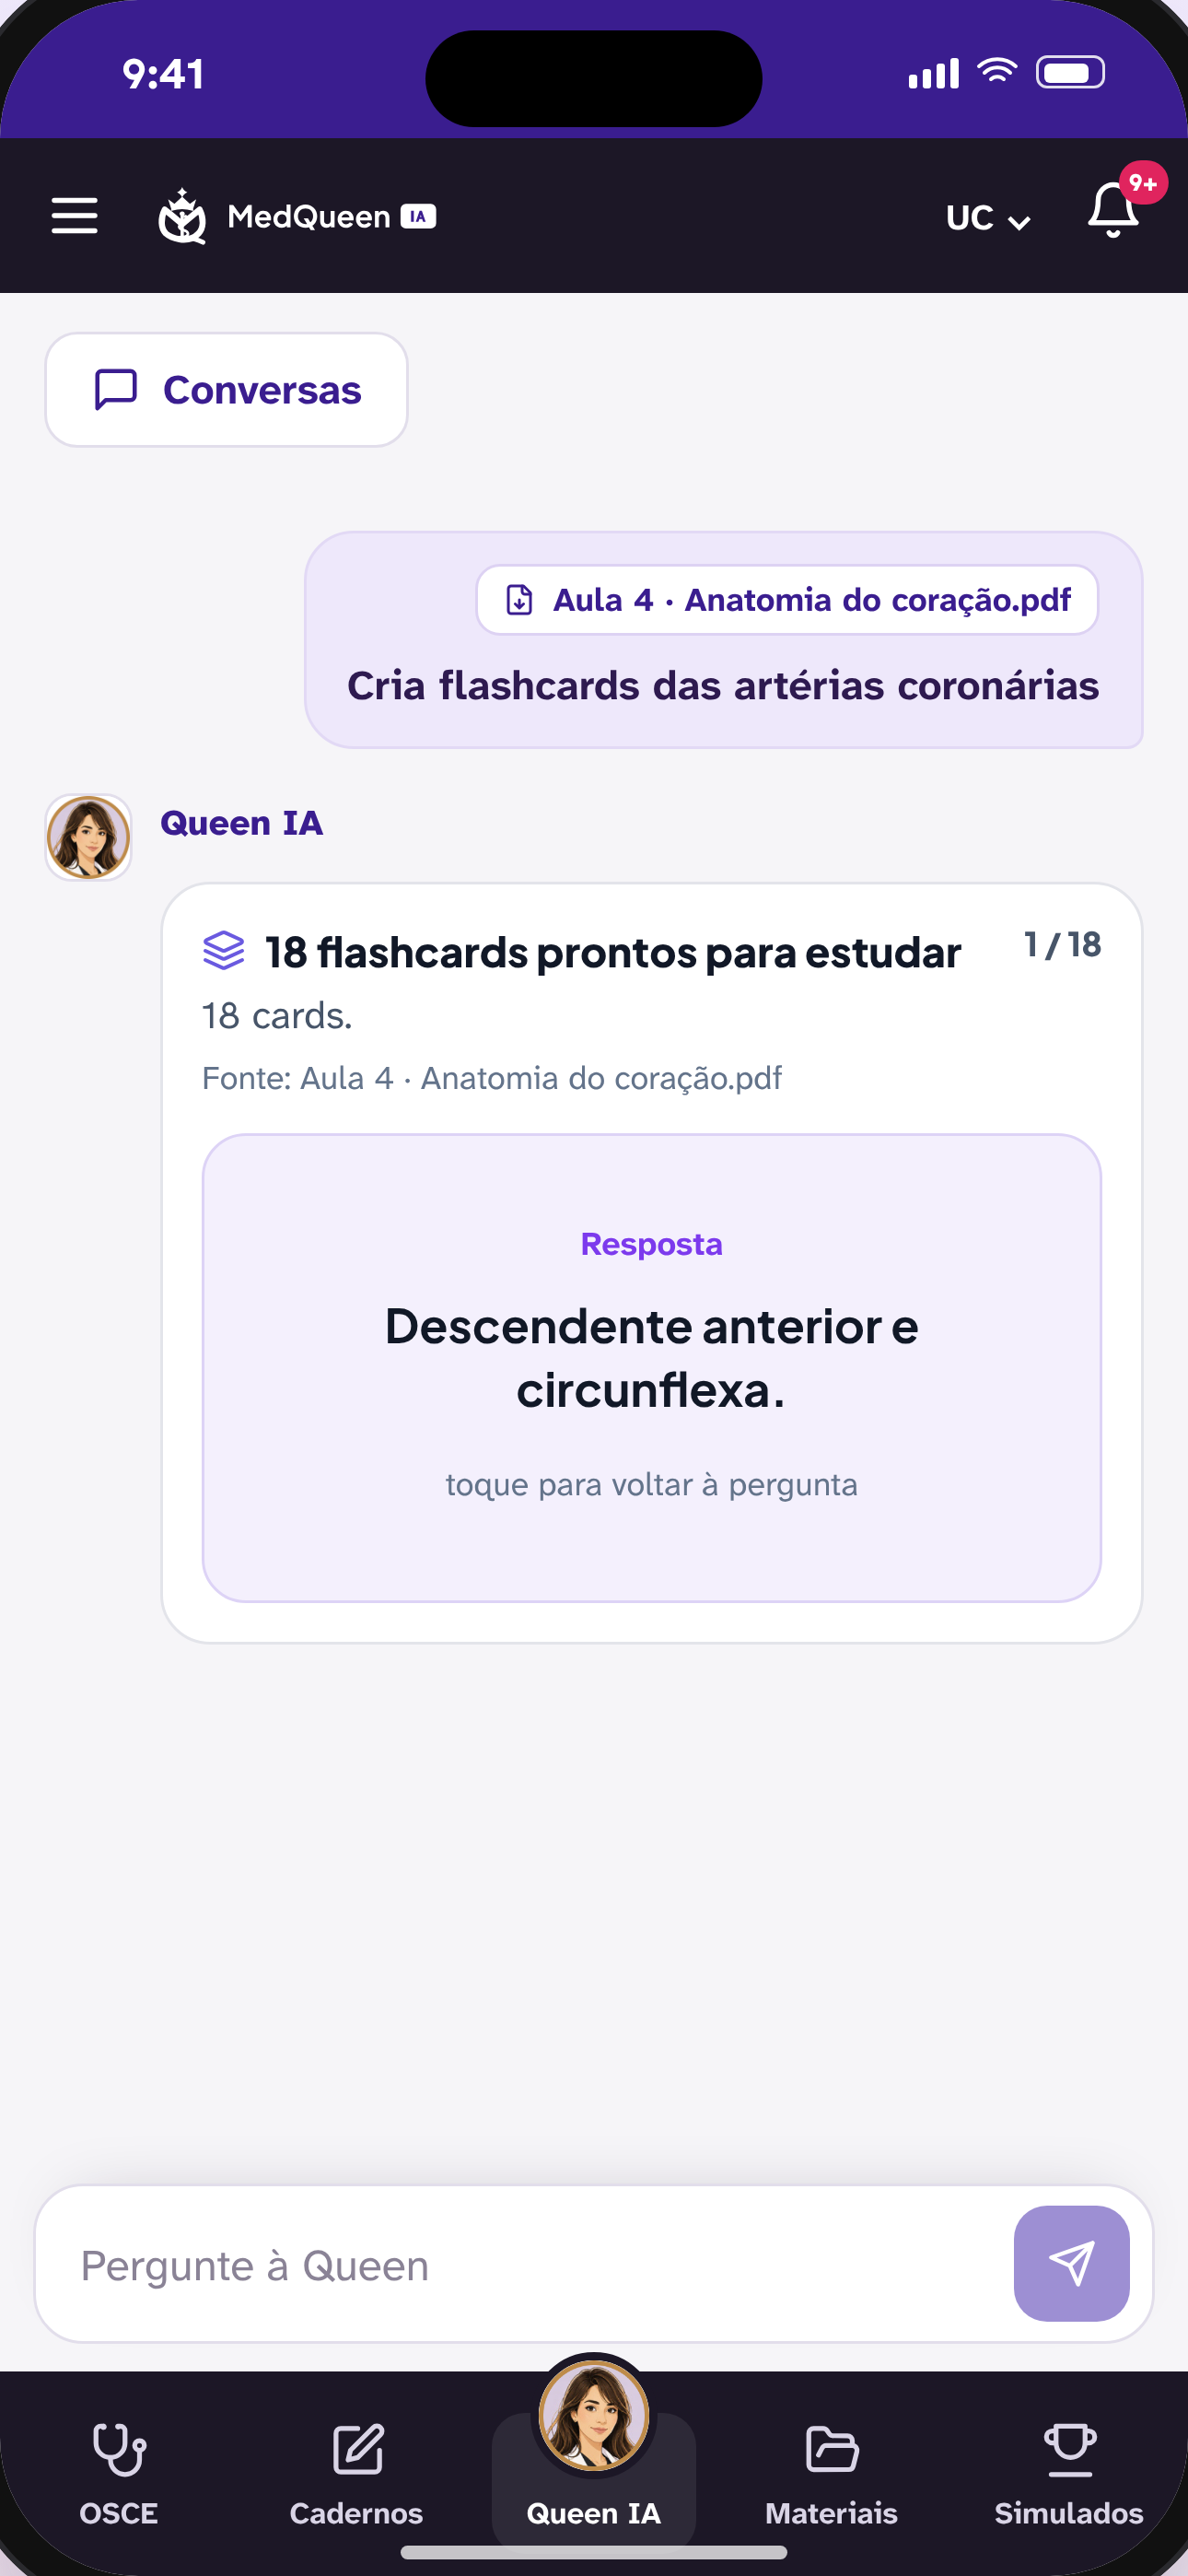 9:41
MedQueen IA
UC
9+
Conversas
Aula 4 · Anatomia do coração.pdf
Cria flashcards das artérias coronárias
Queen IA
18 flashcards prontos para estudar
1 / 18
18 cards.
Fonte: Aula 4 · Anatomia do coração.pdf
Resposta
Descendente anterior e
circunflexa.
toque para voltar à pergunta
Pergunte à Queen
OSCE
Cadernos
Queen IA
Materiais
Simulados